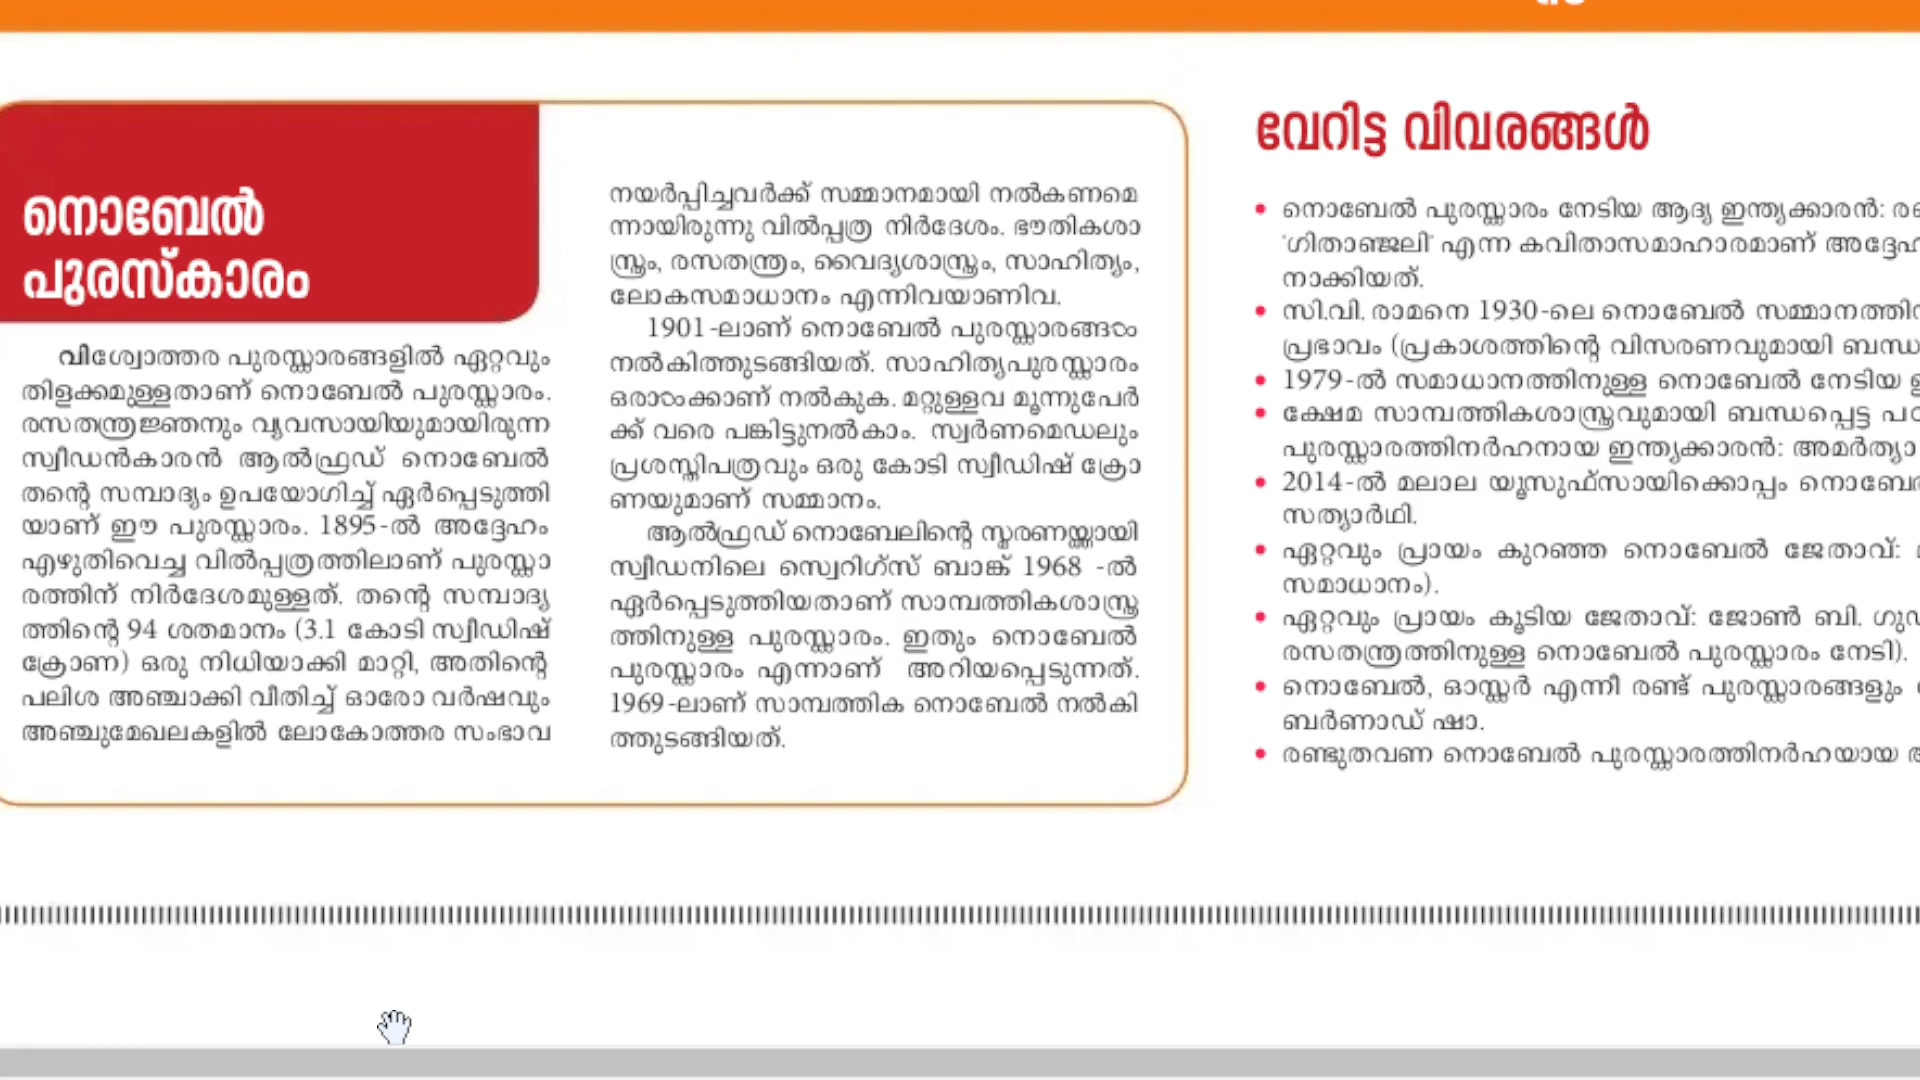 നൊബേൽ
പുരസ്കാരം
വിശ്വോത്തര പുരസ്കാരങ്ങളിൽ ഏറ്റവും
തിളക്കമുള്ളതാണ് നൊബേൽ പുരസ്കാരം.
രസതന്ത്രജ്ഞനും വ്യവസായിയുമായിരുന്ന
സ്വീഡൻകാരൻ ആൽഫ്രഡ് നൊബേൽ
തന്റെ സമ്പാദ്യം ഉപയോഗിച്ച് ഏർപ്പെടുത്തി
യാണ് ഈ പുരസ്കാരം. 1895-ൽ അദ്ദേഹം
എഴുതിവെച്ച വിൽപ്പത്രത്തിലാണ് പുരസ്കാ
രത്തിന് നിർദേശമുള്ളത്. തന്റെ സമ്പാദ്യ
ത്തിന്റെ 94 ശതമാനം (3.1 കോടി സ്വീഡിഷ്
ക്രോണ) ഒരു നിധിയാക്കി മാറ്റി, അതിന്റെ
പലിശ അഞ്ചാക്കി വീതിച്ച് ഓരോ വർഷവും
അഞ്ചുമേഖലകളിൽ ലോകോത്തര സംഭാവ
നയർപ്പിച്ചവർക്ക് സമ്മാനമായി നൽകണമെ
ന്നായിരുന്നു വിൽപ്പത്ര നിർദേശം. ഭൗതികശാ
സ്ത്രം, രസതന്ത്രം, വൈദ്യശാസ്ത്രം, സാഹിത്യം,
ലോകസമാധാനം എന്നിവയാണിവ.
1901-ലാണ് നൊബേൽ പുരസ്കാരങ്ങൾ
നൽകിത്തുടങ്ങിയത്. സാഹിത്യപുരസ്കാരം
ഒരാൾക്കാണ് നൽകുക. മറ്റുള്ളവ മൂന്നുപേർ
ക്ക് വരെ പങ്കിട്ടുനൽകാം. സ്വർണമെഡലും
പ്രശസ്തിപത്രവും ഒരു കോടി സ്വീഡിഷ് ക്രോ
ണയുമാണ് സമ്മാനം.
ആൽഫ്രഡ് നൊബേലിന്റെ സ്മരണയ്ക്കായി
സ്വീഡനിലെ സ്വെറിഗ്സ് ബാങ്ക് 1968 -ൽ
ഏർപ്പെടുത്തിയതാണ് സാമ്പത്തികശാസ്ത്ര
ത്തിനുള്ള പുരസ്കാരം. ഇതും നൊബേൽ
പുരസ്കാരം എന്നാണ് അറിയപ്പെടുന്നത്.
1969-ലാണ് സാമ്പത്തിക നൊബേൽ നൽകി
ത്തുടങ്ങിയത്.
വേറിട്ട വിവരങ്ങൾ
• നൊബേൽ പുരസ്കാരം നേടിയ ആദ്യ ഇന്ത്യക്കാരൻ:
'ഗിതാഞ്ജലി' എന്ന കവിതാസമാഹാരമാണ്
നാക്കിയത്.
• സി.വി. രാമനെ 1930-ലെ നൊബേൽ
പ്രഭാവം (പ്രകാശത്തിന്റെ വിസരണവുമായി
• 1979-ൽ സമാധാനത്തിനുള്ള നൊബേൽ നേടിയ
• ക്ഷേമ സാമ്പത്തികശാസ്ത്രവുമായി ബന്ധപ്പെട്ട
പുരസ്കാരത്തിനർഹനായ ഇന്ത്യക്കാരൻ: അമർത്യാ
• 2014-ൽ മലാല യൂസുഫ്സായിക്കൊപ്പം
സത്യാർഥി.
• ഏറ്റവും പ്രായം കുറഞ്ഞ നൊബേൽ ജേതാവ്:
സമാധാനം).
• ഏറ്റവും പ്രായം കൂടിയ ജേതാവ്: ജോൺ ബി.
രസതന്ത്രത്തിനുള്ള നൊബേൽ പുരസ്കാരം നേടി).
• നൊബേൽ, ഓസ്കർ എന്നീ രണ്ട് പുരസ്കാരങ്ങളും
ബർണാഡ് ഷാ.
• രണ്ടുതവണ നൊബേൽ പുരസ്കാരത്തിനർഹയായ